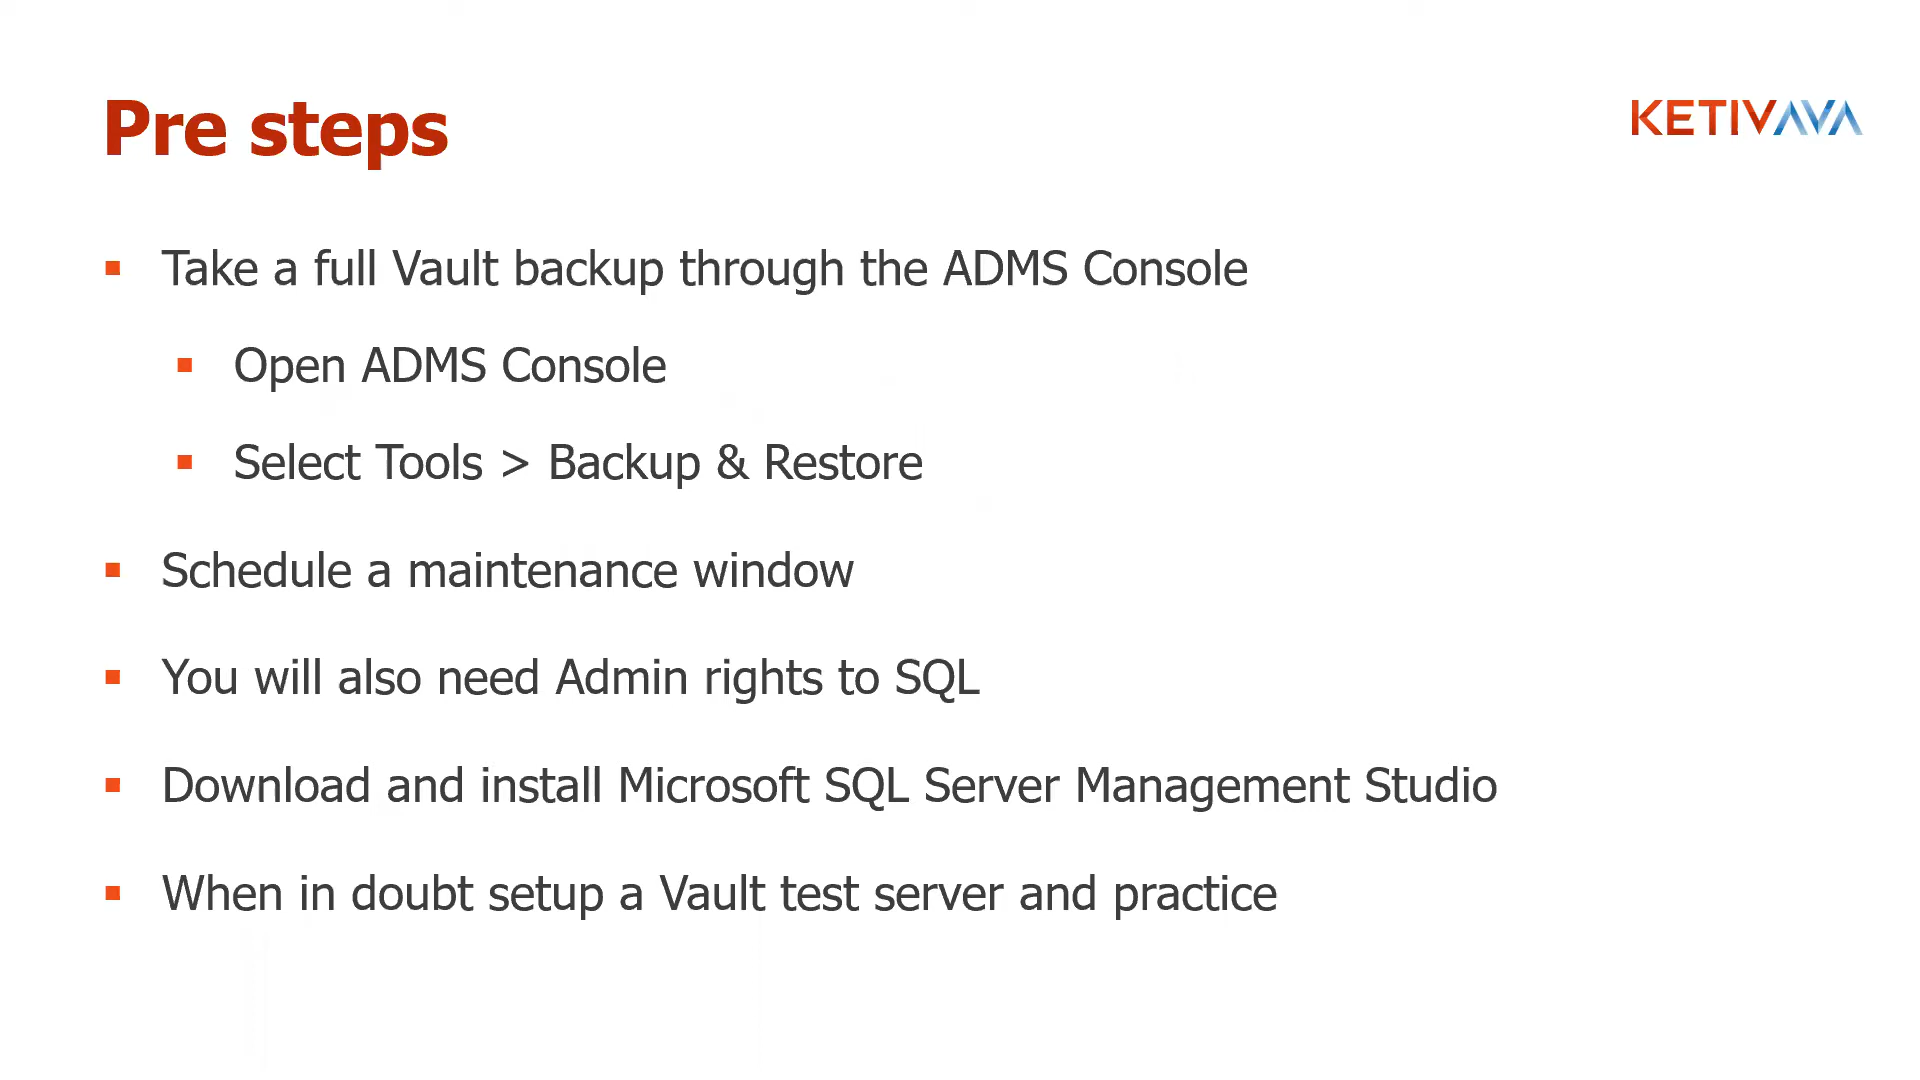 Pre steps
KETIVAVA
Take a full Vault backup through the ADMS Console
Open ADMS Console
Select Tools > Backup & Restore
Schedule a maintenance window
You will also need Admin rights to SQL
Download and install Microsoft SQL Server Management Studio
When in doubt setup a Vault test server and practice